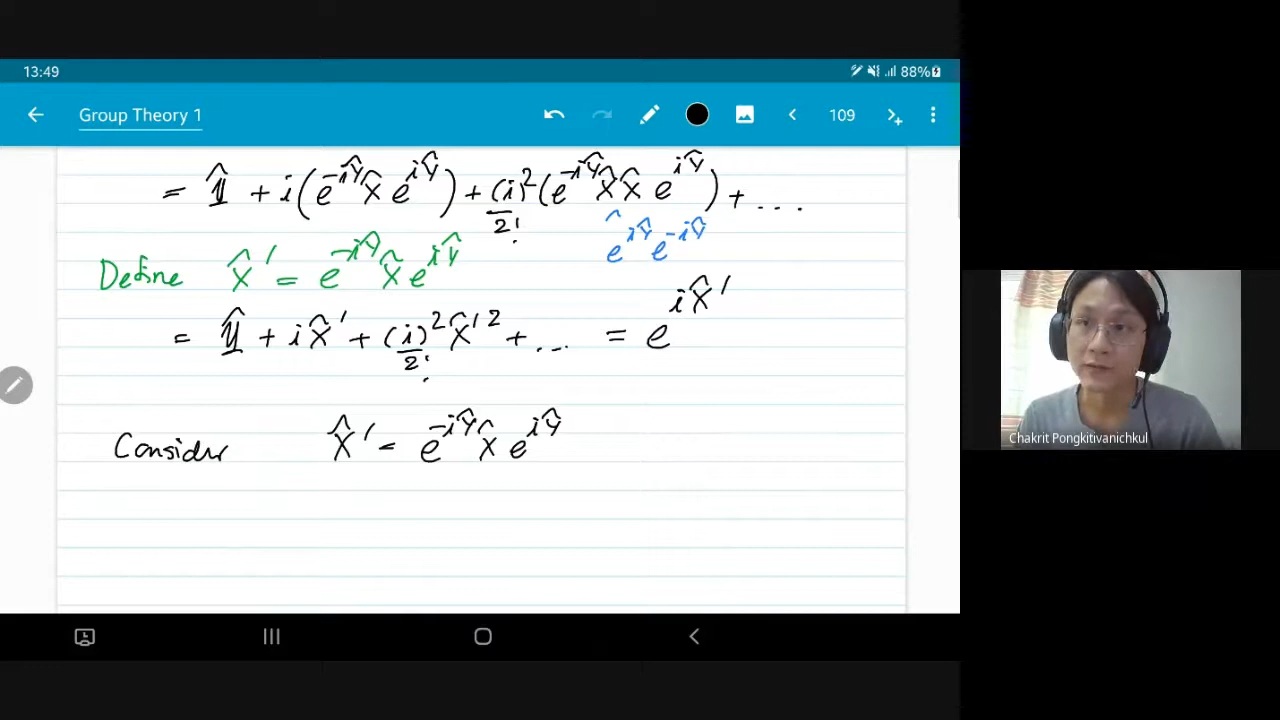 13:49 88%
Group Theory 1 109
= 1̂ + i(e^{-iŶ} X̂ e^{iŶ}) + (i)²/2! (e^{-iŶ} X̂ X̂ e^{iŶ}) + ...
e^{iŶ} e^{-iŶ}
Define X̂' = e^{-iŶ} X̂ e^{iŶ}
= 1̂ + iX̂' + (i)²/2! X̂'² + ... = e^{iX̂'}
Consider X̂' = e^{-iŶ} X̂ e^{iŶ}
Chakrit Pongkitivanichkul